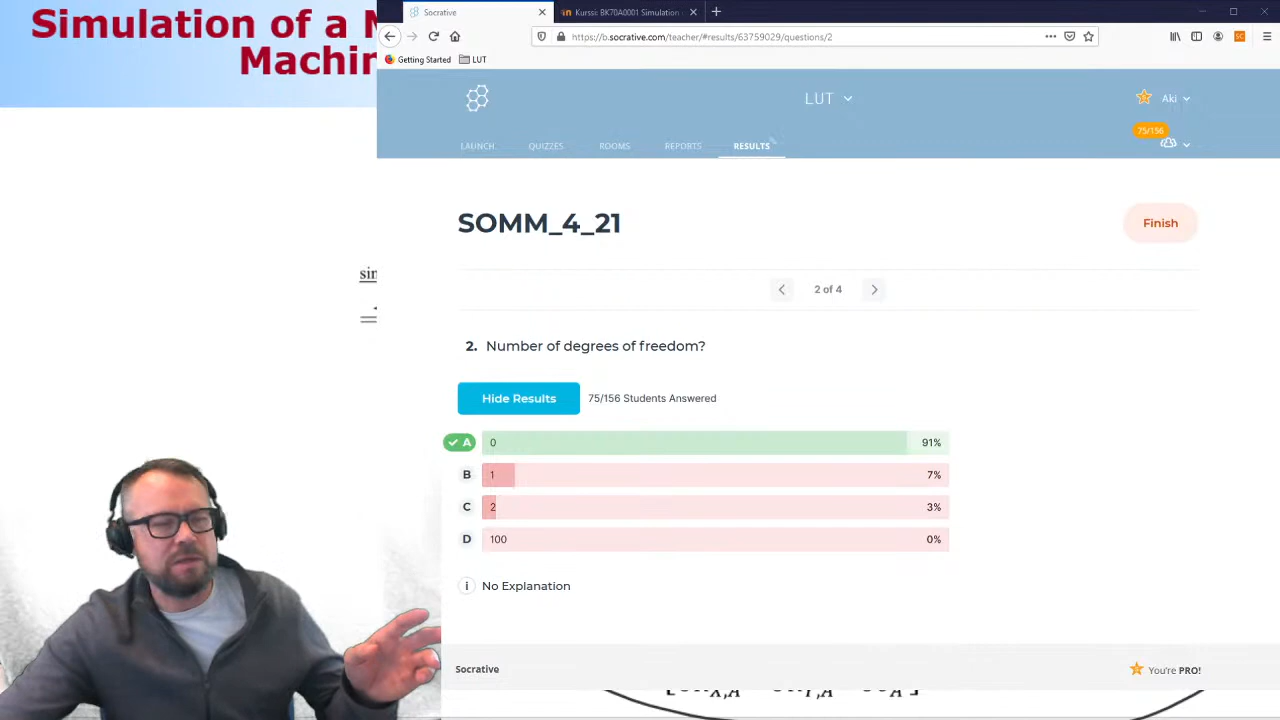 Simulation of a
Machin
sin
Socrative
Kurssi: BK70A0001 Simulation
https://b.socrative.com/teacher/#results/63759029/questions/2
Getting Started
LUT
LUT
Aki
75/156
LAUNCH
QUIZZES
ROOMS
REPORTS
RESULTS
SOMM_4_21
Finish
2 of 4
2. Number of degrees of freedom?
Hide Results
75/156 Students Answered
A 0 91%
B 1 7%
C 2 3%
D 100 0%
No Explanation
Socrative
You're PRO!